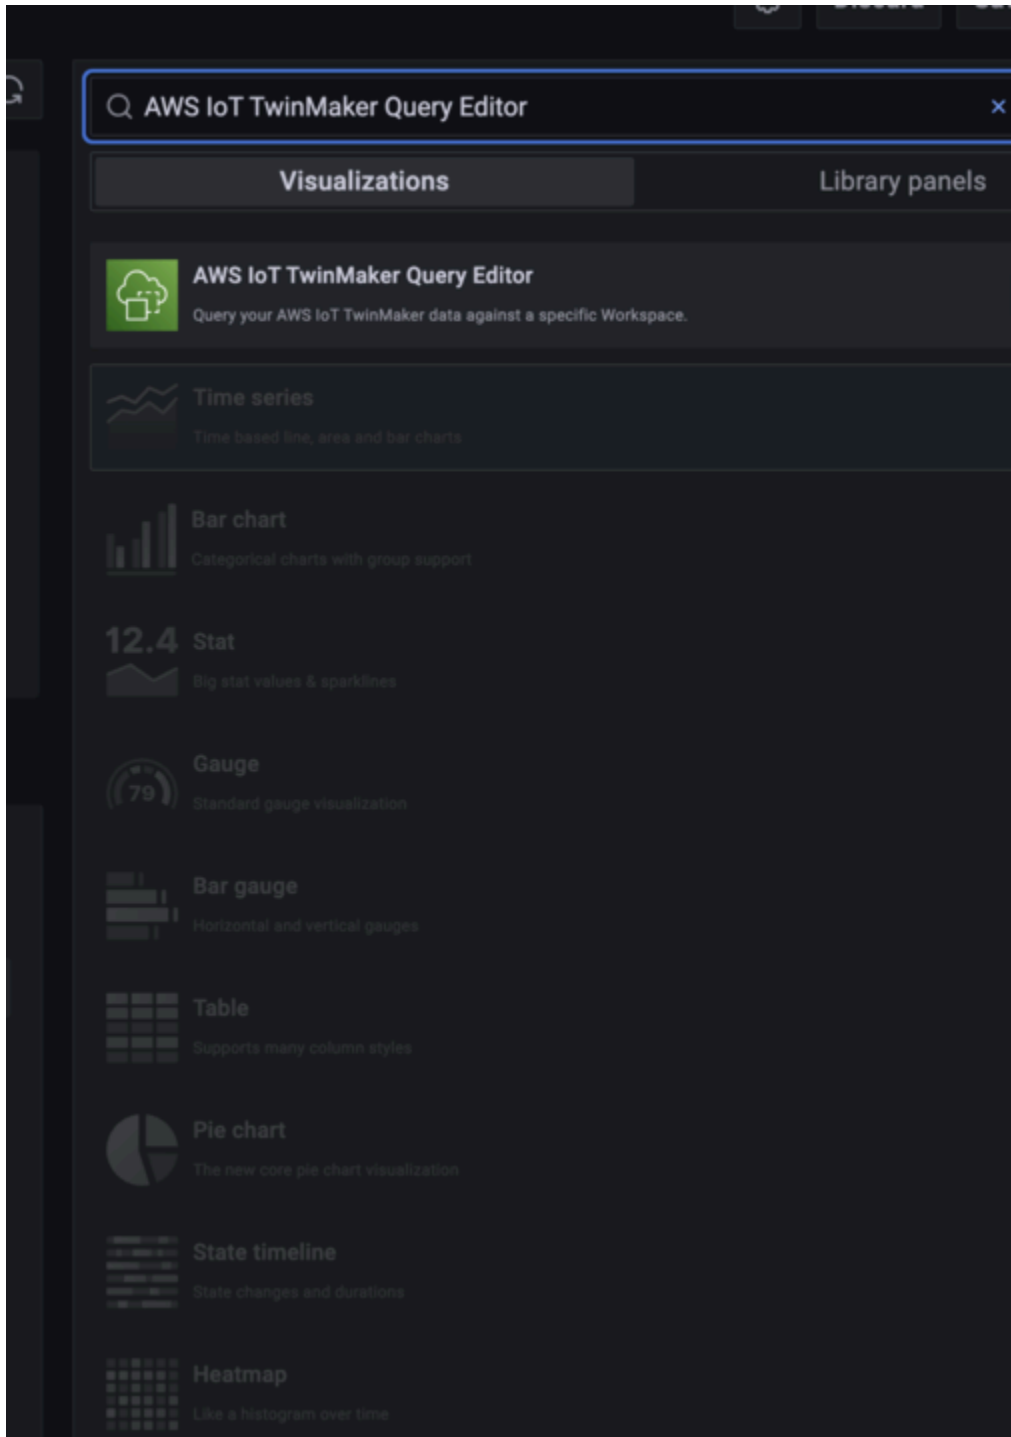 Discard
AWS IoT TwinMaker Query Editor
Visualizations
Library panels
AWS IoT TwinMaker Query Editor
Query your AWS IoT TwinMaker data against a specific Workspace.
Time series
Time based line, area and bar charts
Bar chart
Categorical charts with group support
12.4
Stat
Big stat values & sparklines
Gauge
79
Standard gauge visualization
Bar gauge
Horizontal and vertical gauges
Table
Supports many column styles
Pie chart
The new core pie chart visualization
State timeline
State changes and durations
Heatmap
Like a histogram over time